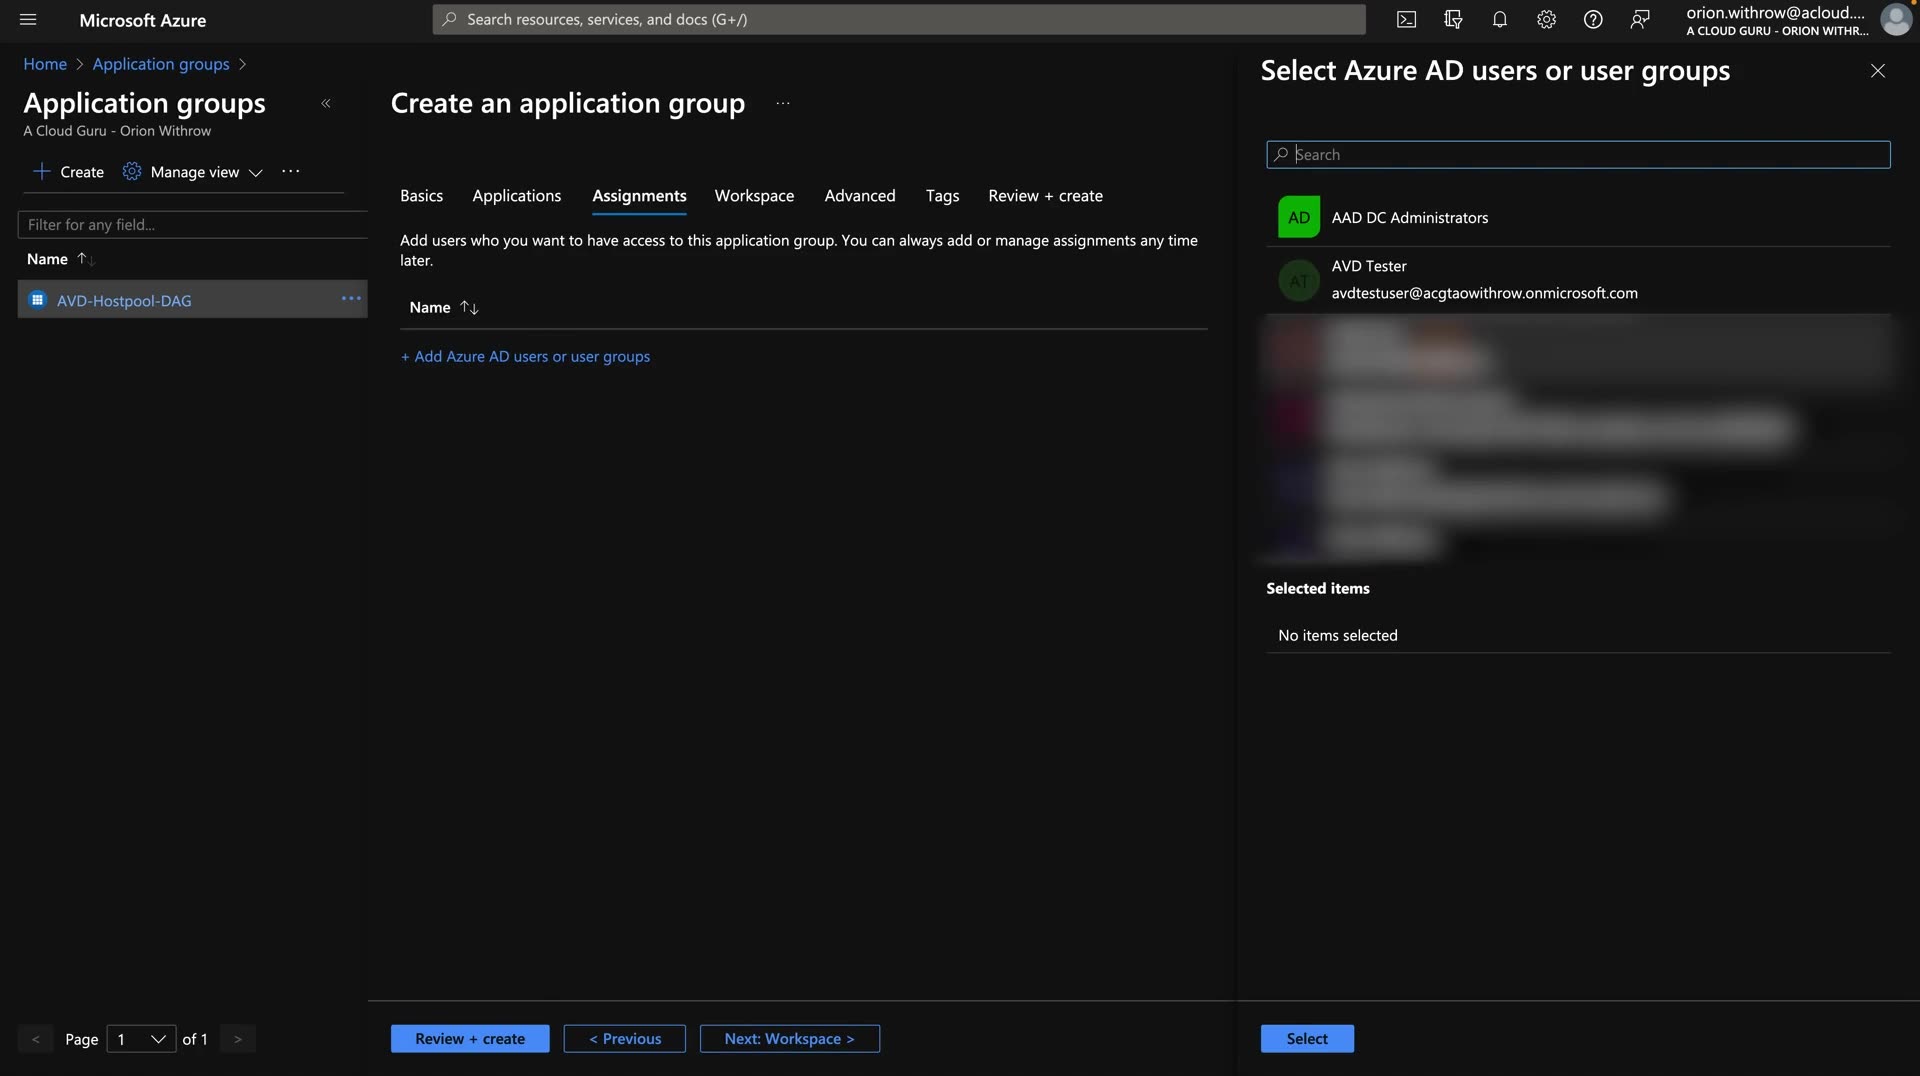 Microsoft Azure
Search resources, services, and docs (G+/)
orion.withrow@acloud....
A CLOUD GURU - ORION WITHR...
Home > Application groups >
Application groups
A Cloud Guru - Orion Withrow
Create
Manage view
Filter for any field...
Name
AVD-Hostpool-DAG
Page 1 of 1
Create an application group
Basics
Applications
Assignments
Workspace
Advanced
Tags
Review + create
Add users who you want to have access to this application group. You can always add or manage assignments any time
later.
Name
+ Add Azure AD users or user groups
Review + create
< Previous
Next: Workspace >
Select Azure AD users or user groups
Search
AD
AAD DC Administrators
AT
AVD Tester
avdtestuser@acgtaowithrow.onmicrosoft.com
Selected items
No items selected
Select